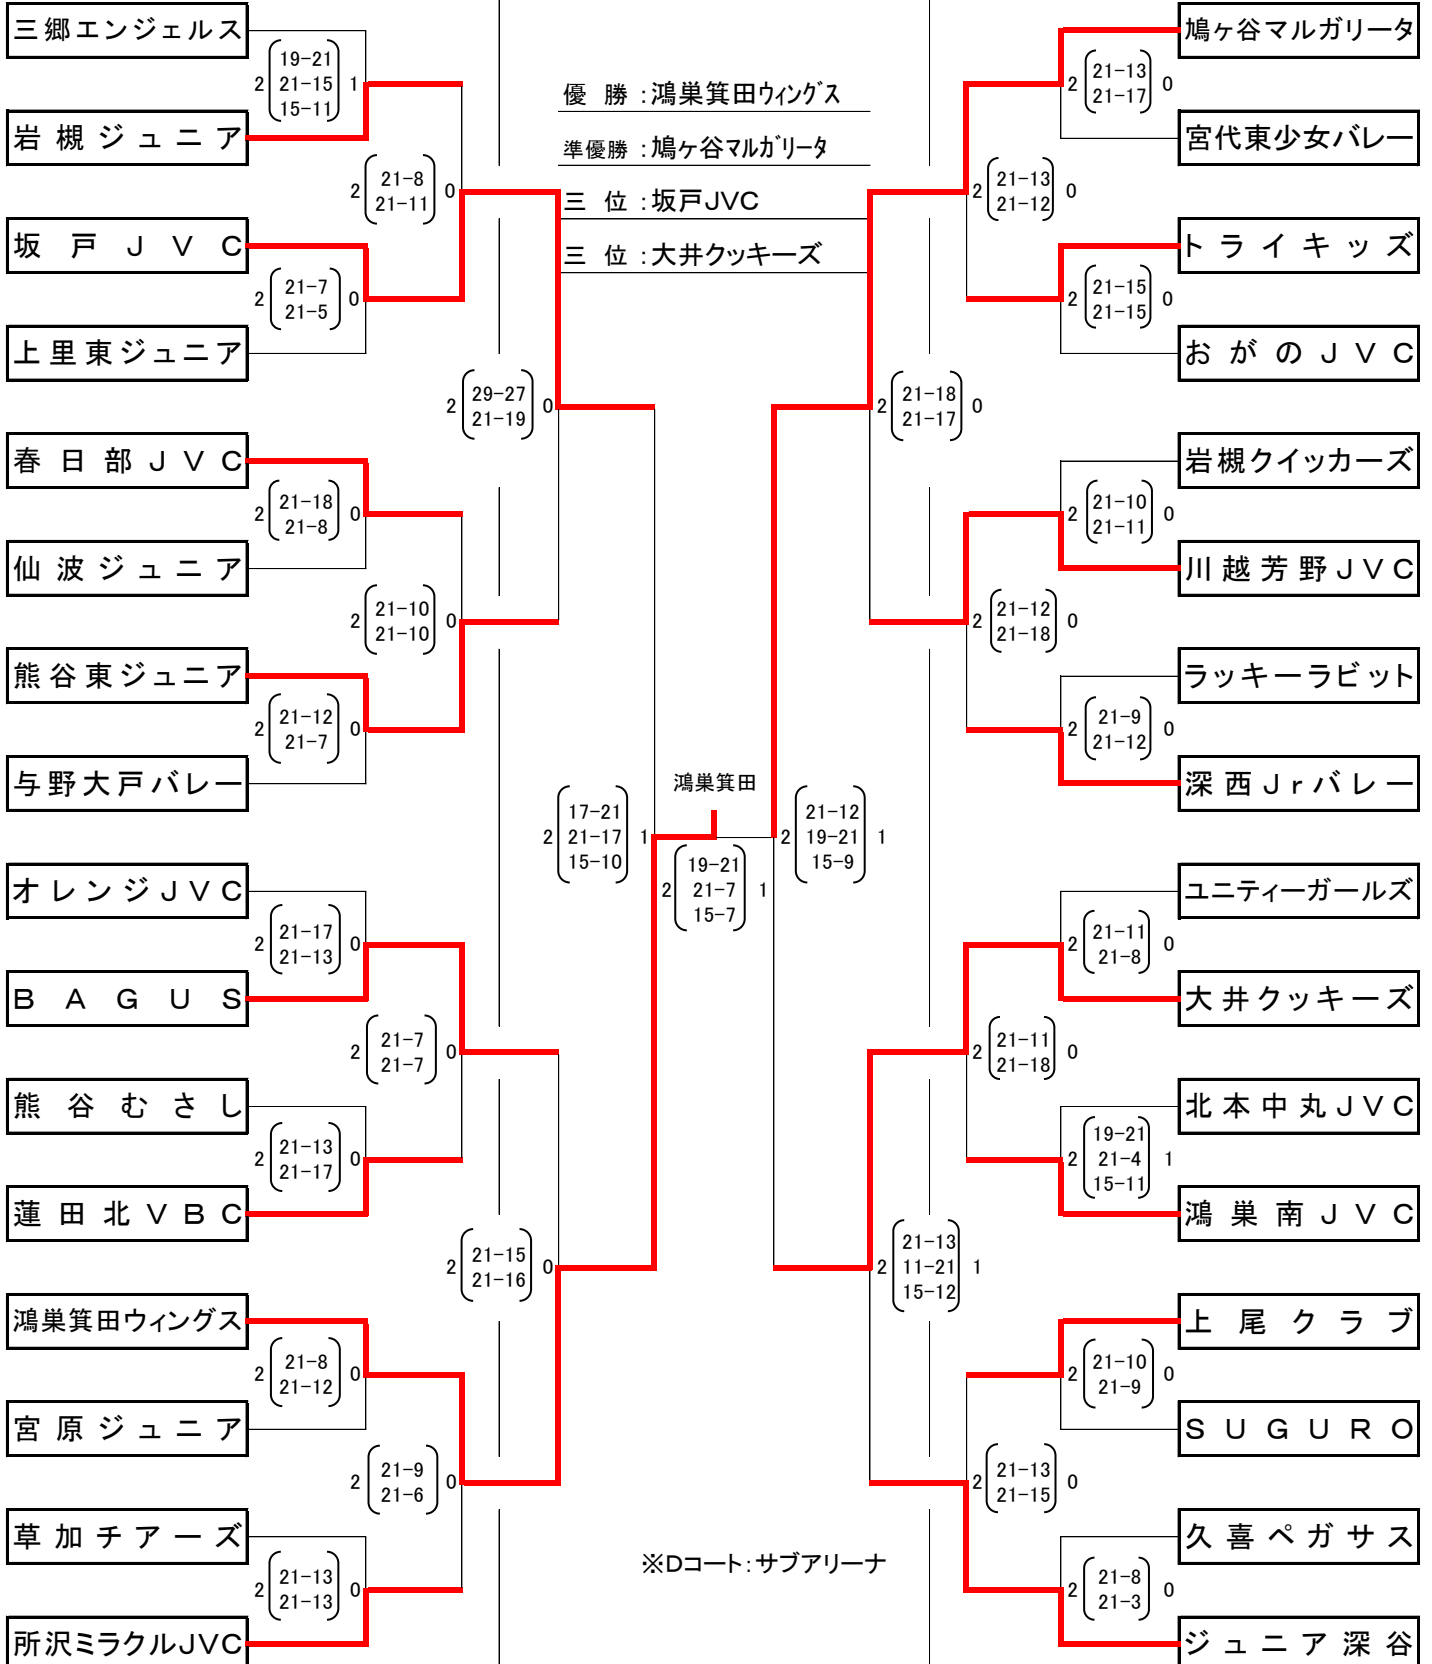 三郷エンジェルス
2 19-21 1
21-15
15-11
岩槻ジュニア
2 21-8 0
21-11
坂戸JVC
2 21-7 0
21-5
上里東ジュニア
2 29-27 0
21-19
春日部JVC
2 21-18 0
21-8
仙波ジュニア
2 21-10 0
21-10
熊谷東ジュニア
2 21-12 0
21-7
与野大戸バレー
2 17-21 1
21-17
15-10
オレンジJVC
2 21-17 0
21-13
BAGUS
2 21-7 0
21-7
熊谷むさし
2 21-13 0
21-17
蓮田北VBC
2 21-15 0
21-16
鴻巣箕田ウィングス
2 21-8 0
21-12
宮原ジュニア
2 21-9 0
21-6
草加チアーズ
2 21-13 0
21-13
所沢ミラクルJVC
優勝:鴻巣箕田ウィングス
準優勝:鳩ヶ谷マルガリータ
三位:坂戸JVC
三位:大井クッキーズ
鴻巣箕田
2 19-21 1
21-7
15-7
※Dコート:サブアリーナ
鳩ヶ谷マルガリータ
2 21-13 0
21-17
宮代東少女バレー
2 21-13 0
21-12
トライキッズ
2 21-15 0
21-15
おがのJVC
2 21-18 0
21-17
岩槻クイッカーズ
2 21-10 0
21-11
川越芳野JVC
2 21-12 0
21-18
ラッキーラビット
2 21-9 0
21-12
深西Jrバレー
2 21-12 1
19-21
15-9
ユニティーガールズ
2 21-11 0
21-8
大井クッキーズ
2 21-11 0
21-18
北本中丸JVC
2 19-21 1
21-4
15-11
鴻巣南JVC
2 21-13 1
11-21
15-12
上尾クラブ
2 21-10 0
21-9
SUGURO
2 21-13 0
21-15
久喜ペガサス
2 21-8 0
21-3
ジュニア深谷